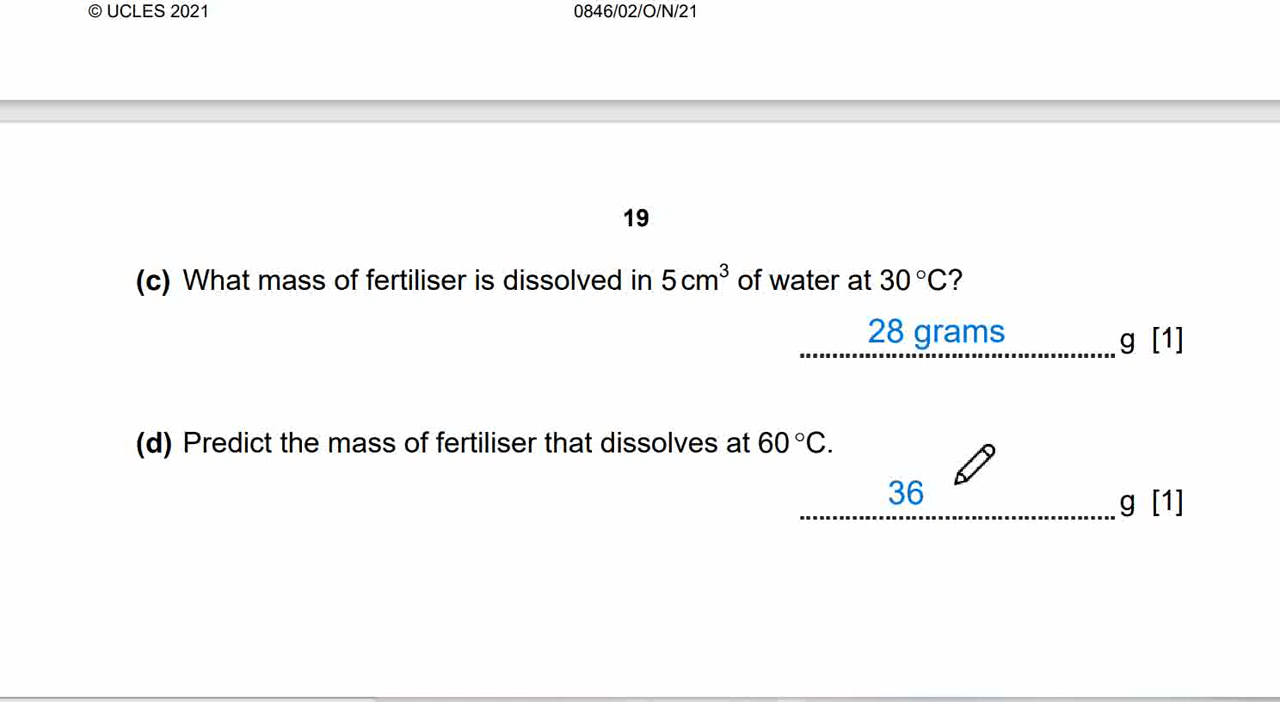 © UCLES 2021 0846/02/O/N/21
19
(c) What mass of fertiliser is dissolved in 5 cm³ of water at 30 °C?
28 grams g [1]
(d) Predict the mass of fertiliser that dissolves at 60 °C.
36 g [1]